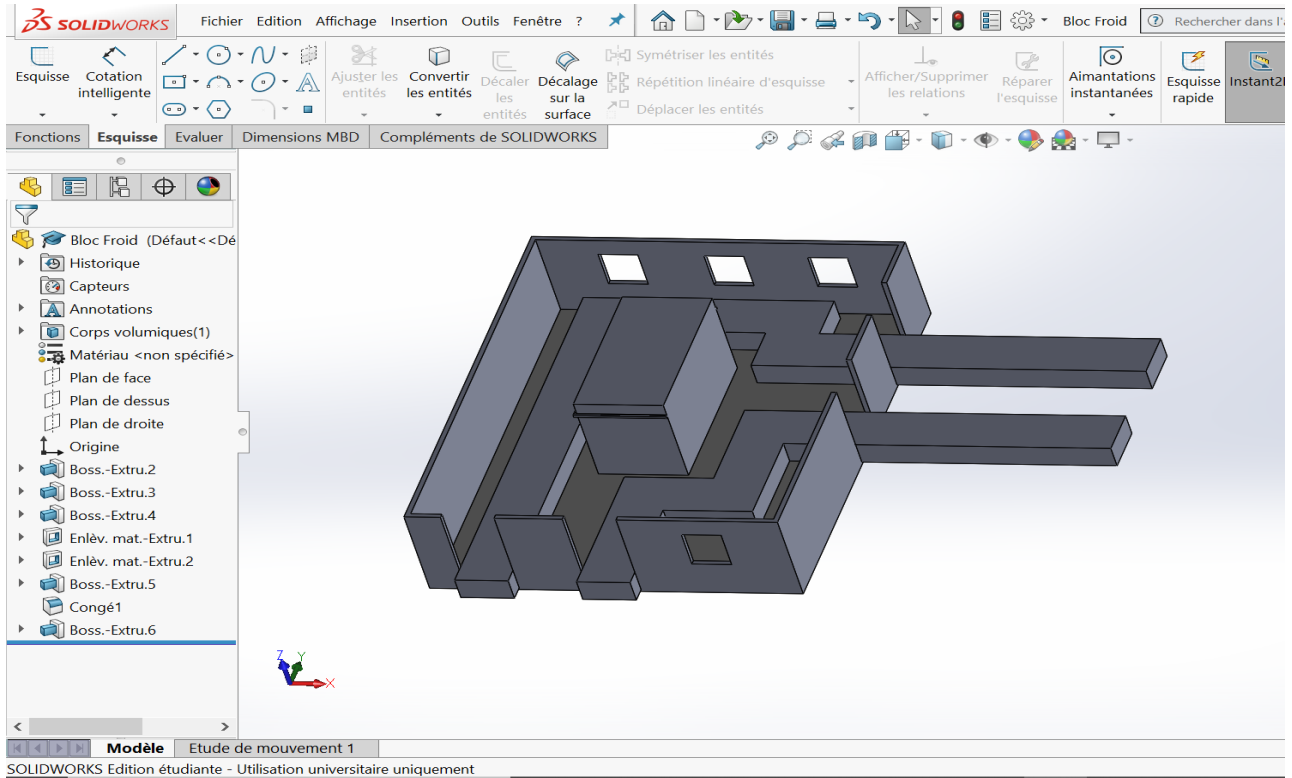 SOLIDWORKS Fichier Edition Affichage Insertion Outils Fenêtre ? Bloc Froid Rechercher dans l'
Esquisse
Cotation intelligente
Ajuster les entités
Convertir les entités
Décaler les entités
Décalage sur la surface
Symétriser les entités
Répétition linéaire d'esquisse
Déplacer les entités
Afficher/Supprimer les relations
Réparer l'esquisse
Aimantations instantanées
Esquisse rapide
Instant2
Fonctions Esquisse Evaluer Dimensions MBD Compléments de SOLIDWORKS
Bloc Froid (Défaut<<Dé
Historique
Capteurs
Annotations
Corps volumiques(1)
Matériau <non spécifié>
Plan de face
Plan de dessus
Plan de droite
Origine
Boss.-Extru.2
Boss.-Extru.3
Boss.-Extru.4
Enlèv. mat.-Extru.1
Enlèv. mat.-Extru.2
Boss.-Extru.5
Congé1
Boss.-Extru.6
Z Y X
Modèle Etude de mouvement 1
SOLIDWORKS Edition étudiante - Utilisation universitaire uniquement